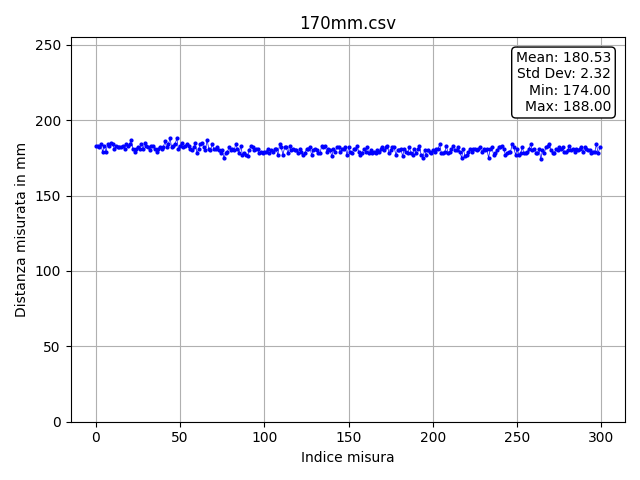 170mm.csv
Mean: 180.53
Std Dev: 2.32
Min: 174.00
Max: 188.00
Distanza misurata in mm
250
200
150
100
50
0
0 50 100 150 200 250 300
Indice misura